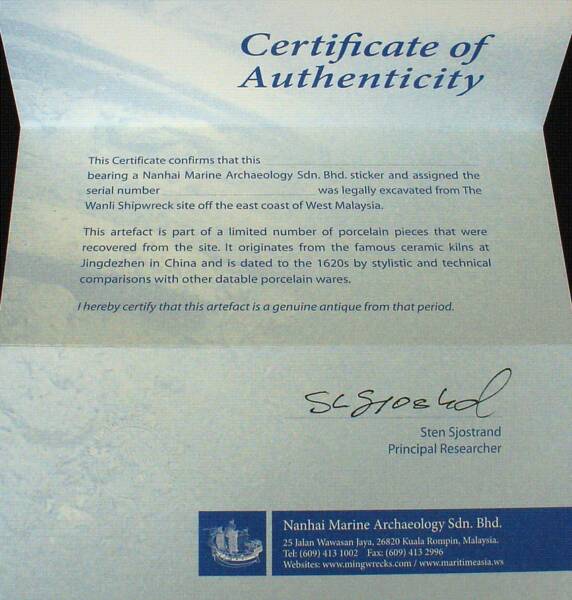 Certificate of
Authenticity
This Certificate confirms that this
bearing a Nanhai Marine Archaeology Sdn. Bhd. sticker and assigned the
serial number was legally excavated from The
Wanli Shipwreck site off the east coast of West Malaysia.
This artefact is part of a limited number of porcelain pieces that were
recovered from the site. It originates from the famous ceramic kilns at
Jingdezhen in China and is dated to the 1620s by stylistic and technical
comparisons with other datable porcelain wares.
I hereby certify that this artefact is a genuine antique from that period.
St Sjostrand
Sten Sjostrand
Principal Researcher
Nanhai Marine Archaeology Sdn. Bhd.
25 Jalan Wawasan Jaya, 26820 Kuala Rompin, Malaysia.
Tel: (609) 413 1002 Fax: (609) 413 2996
Websites: www.mingwrecks.com / www.maritimeasia.ws